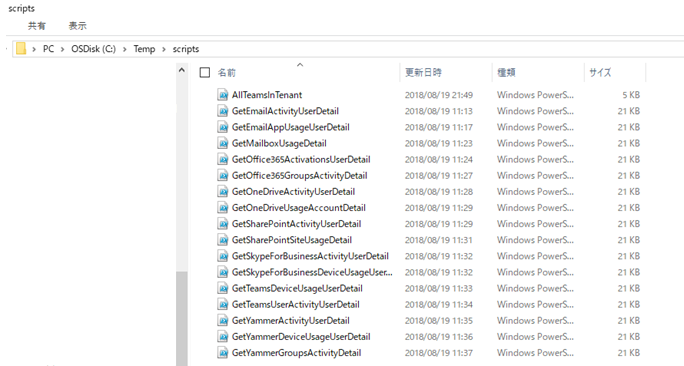 scripts
共有 表示
PC > OSDisk (C:) > Temp > scripts
名前 更新日時 種類 サイズ
AllTeamsInTenant 2018/08/19 21:49 Windows PowerS... 5 KB
GetEmailActivityUserDetail 2018/08/19 11:13 Windows PowerS... 21 KB
GetEmailAppUsageUserDetail 2018/08/19 11:17 Windows PowerS... 21 KB
GetMailboxUsageDetail 2018/08/19 11:23 Windows PowerS... 21 KB
GetOffice365ActivationsUserDetail 2018/08/19 11:24 Windows PowerS... 21 KB
GetOffice365GroupsActivityDetail 2018/08/19 11:27 Windows PowerS... 21 KB
GetOneDriveActivityUserDetail 2018/08/19 11:28 Windows PowerS... 21 KB
GetOneDriveUsageAccountDetail 2018/08/19 11:29 Windows PowerS... 21 KB
GetSharePointActivityUserDetail 2018/08/19 11:29 Windows PowerS... 21 KB
GetSharePointSiteUsageDetail 2018/08/19 11:31 Windows PowerS... 21 KB
GetSkypeForBusinessActivityUserDetail 2018/08/19 11:32 Windows PowerS... 21 KB
GetSkypeForBusinessDeviceUsageUser... 2018/08/19 11:32 Windows PowerS... 21 KB
GetTeamsDeviceUsageUserDetail 2018/08/19 11:33 Windows PowerS... 21 KB
GetTeamsUserActivityUserDetail 2018/08/19 11:34 Windows PowerS... 21 KB
GetYammerActivityUserDetail 2018/08/19 11:35 Windows PowerS... 21 KB
GetYammerDeviceUsageUserDetail 2018/08/19 11:36 Windows PowerS... 21 KB
GetYammerGroupsActivityDetail 2018/08/19 11:37 Windows PowerS... 21 KB